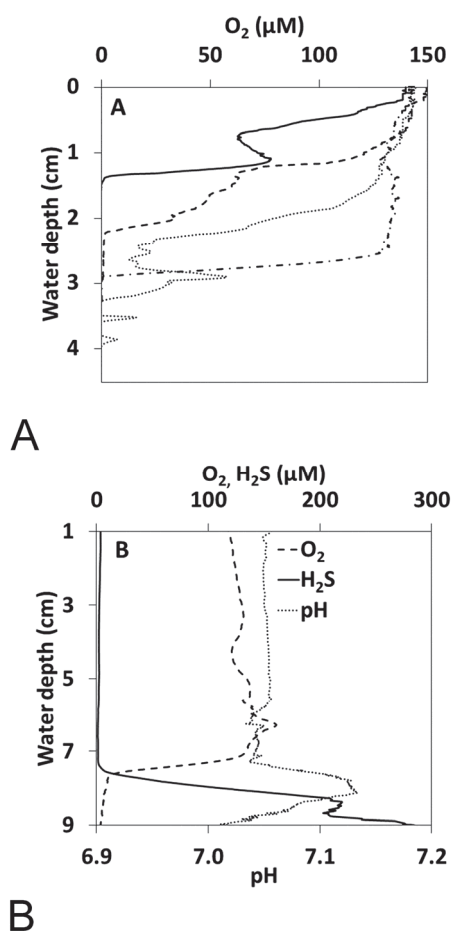 O₂ (µM)
0 50 100 150
A
Water depth (cm)
0
1
2
3
4
A
O₂, H₂S (µM)
0 100 200 300
B
O₂
H₂S
pH
Water depth (cm)
1
3
5
7
9
6.9 7.0 7.1 7.2
pH
B